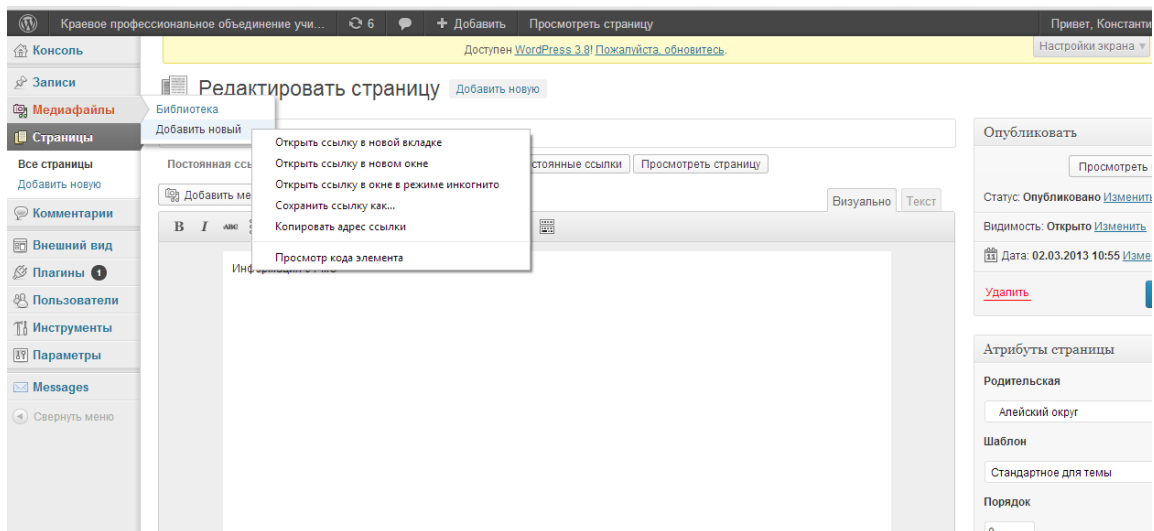 Краевое профессиональное объединение учи... 6 + Добавить Просмотреть страницу Привет, Константи
Консоль
Записи
Медиафайлы
Страницы
Все страницы
Добавить новую
Комментарии
Внешний вид
Плагины 1
Пользователи
Инструменты
Параметры
Messages
Свернуть меню
Библиотека
Добавить новый
Доступен WordPress 3.8! Пожалуйста, обновитесь.
Настройки экрана
Редактировать страницу Добавить новую
Постоянная ссы
стоянные ссылки Просмотреть страницу
Добавить ме
Визуально Текст
B I ABC
Открыть ссылку в новой вкладке
Открыть ссылку в новом окне
Открыть ссылку в окне в режиме инкогнито
Сохранить ссылку как...
Копировать адрес ссылки
Просмотр кода элемента
Опубликовать
Просмотреть
Статус: Опубликовано Изменить
Видимость: Открыто Изменить
11 Дата: 02.03.2013 10:55 Изме
Удалить
Атрибуты страницы
Родительская
Алейский округ
Шаблон
Стандартное для темы
Порядок